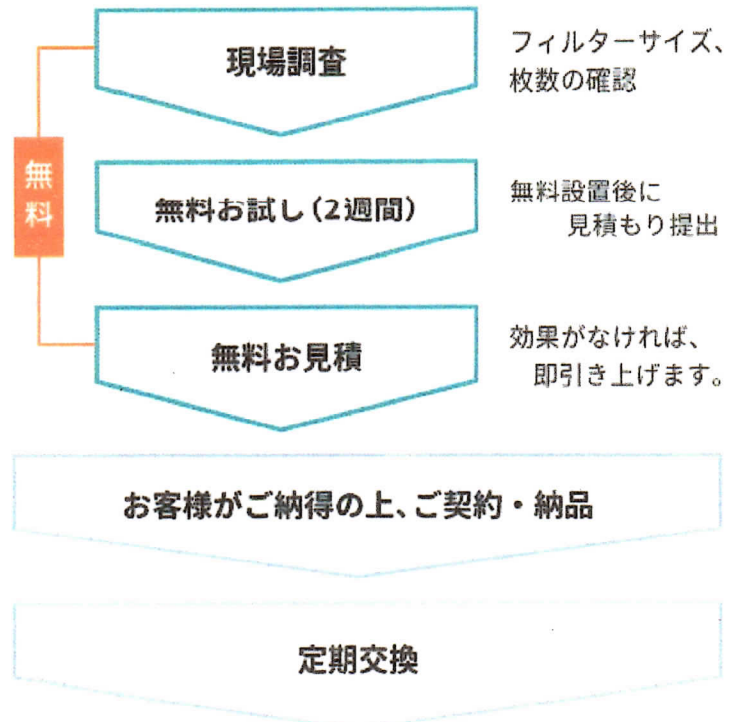 現場調査
フィルターサイズ、
枚数の確認
無料
無料お試し（2週間）
無料設置後に
見積もり提出
無料お見積
効果がなければ、
即引き上げます。
お客様がご納得の上、ご契約・納品
定期交換